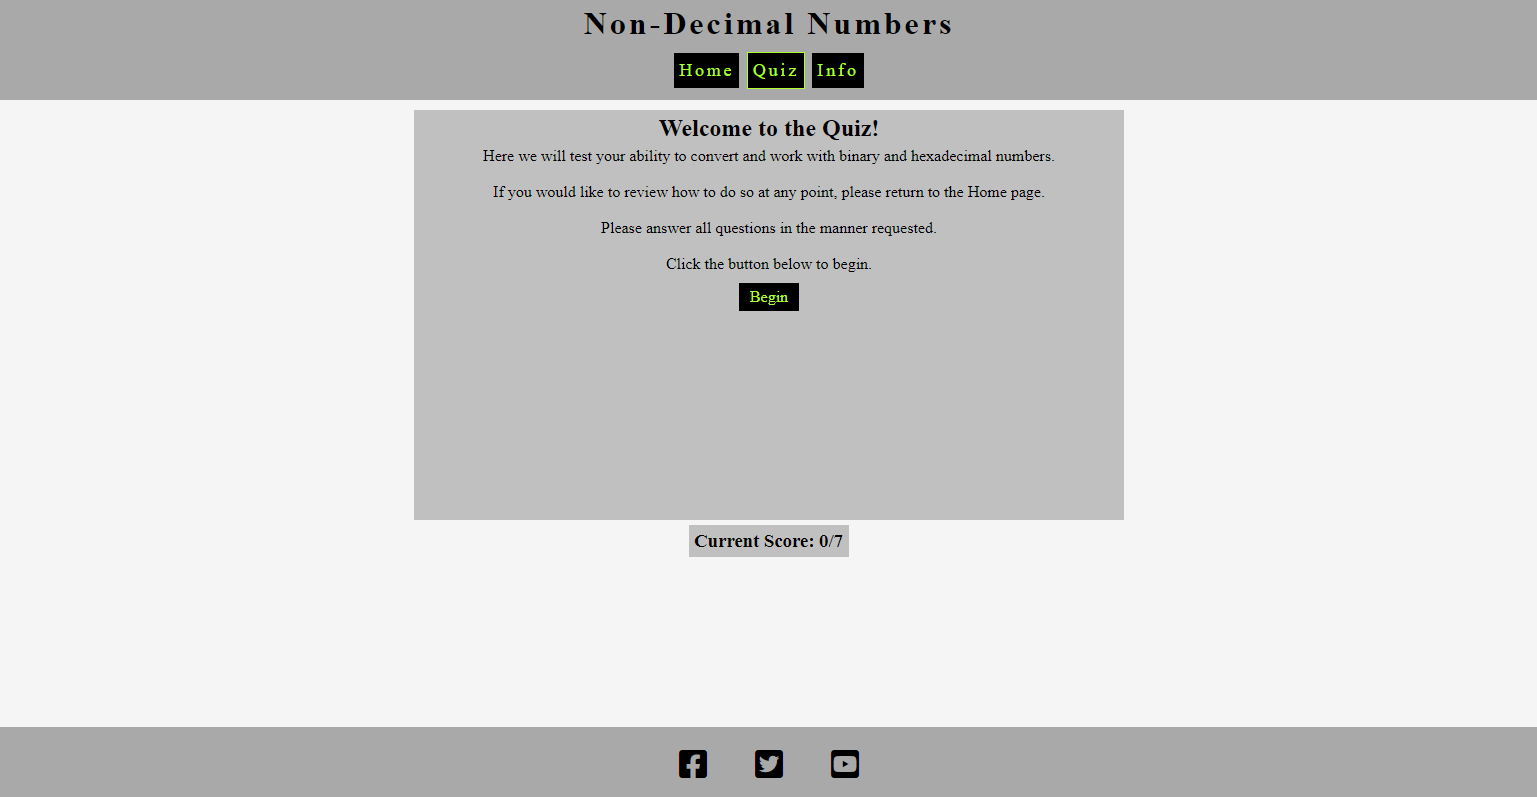 Non-Decimal Numbers
Home Quiz Info
Welcome to the Quiz!
Here we will test your ability to convert and work with binary and hexadecimal numbers.
If you would like to review how to do so at any point, please return to the Home page.
Please answer all questions in the manner requested.
Click the button below to begin.
Begin
Current Score: 0/7